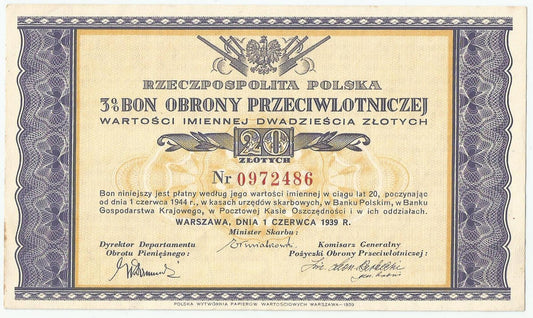 RZECZPOSPOLITA POLSKA
3% BON OBRONY PRZECIWLOTNICZEJ
WARTOŚCI IMIENNEJ DWADZIEŚCIA ZŁOTYCH
20
ZŁOTYCH
Nr 0972486
Bon niniejszy jest płatny według jego wartości imiennej w ciągu lat 20, poczynając
od dnia 1 czerwca 1944 r., w kasach urzędów skarbowych, w Banku Polskim, w Banku
Gospodarstwa Krajowego, w Pocztowej Kasie Oszczędności i w ich oddziałach.
WARSZAWA, DNIA 1 CZERWCA 1939 R.
Minister Skarbu:
Dyrektor Departamentu
Obrotu Pieniężnego:
Komisarz Generalny
Pożyczki Obrony Przeciwlotniczej:
POLSKA WYTWÓRNIA PAPIERÓW WARTOŚCIOWYCH WARSZAWA-1939